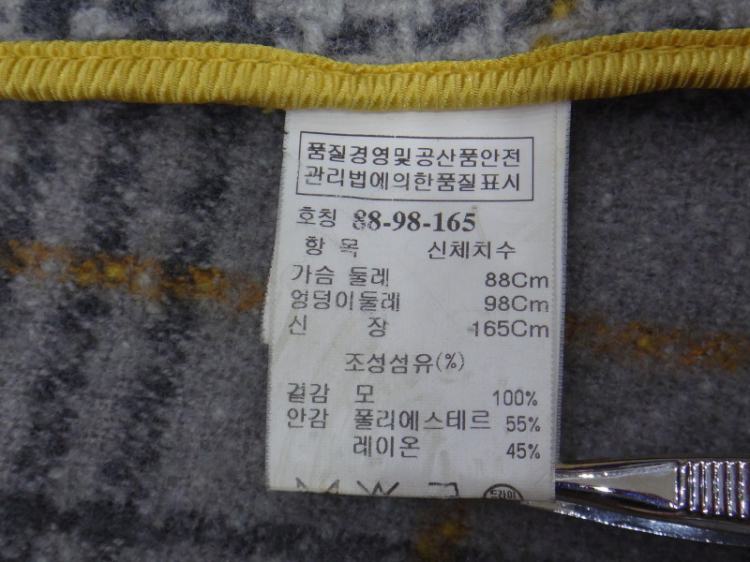 품질경영및공산품안전
관리법에의한품질표시
호칭 88-98-165
항 목 신체치수
가슴 둘레 88Cm
엉덩이둘레 98Cm
신 장 165Cm
조성섬유(%)
겉감 모 100%
안감 폴리에스테르 55%
레이온 45%
드라이